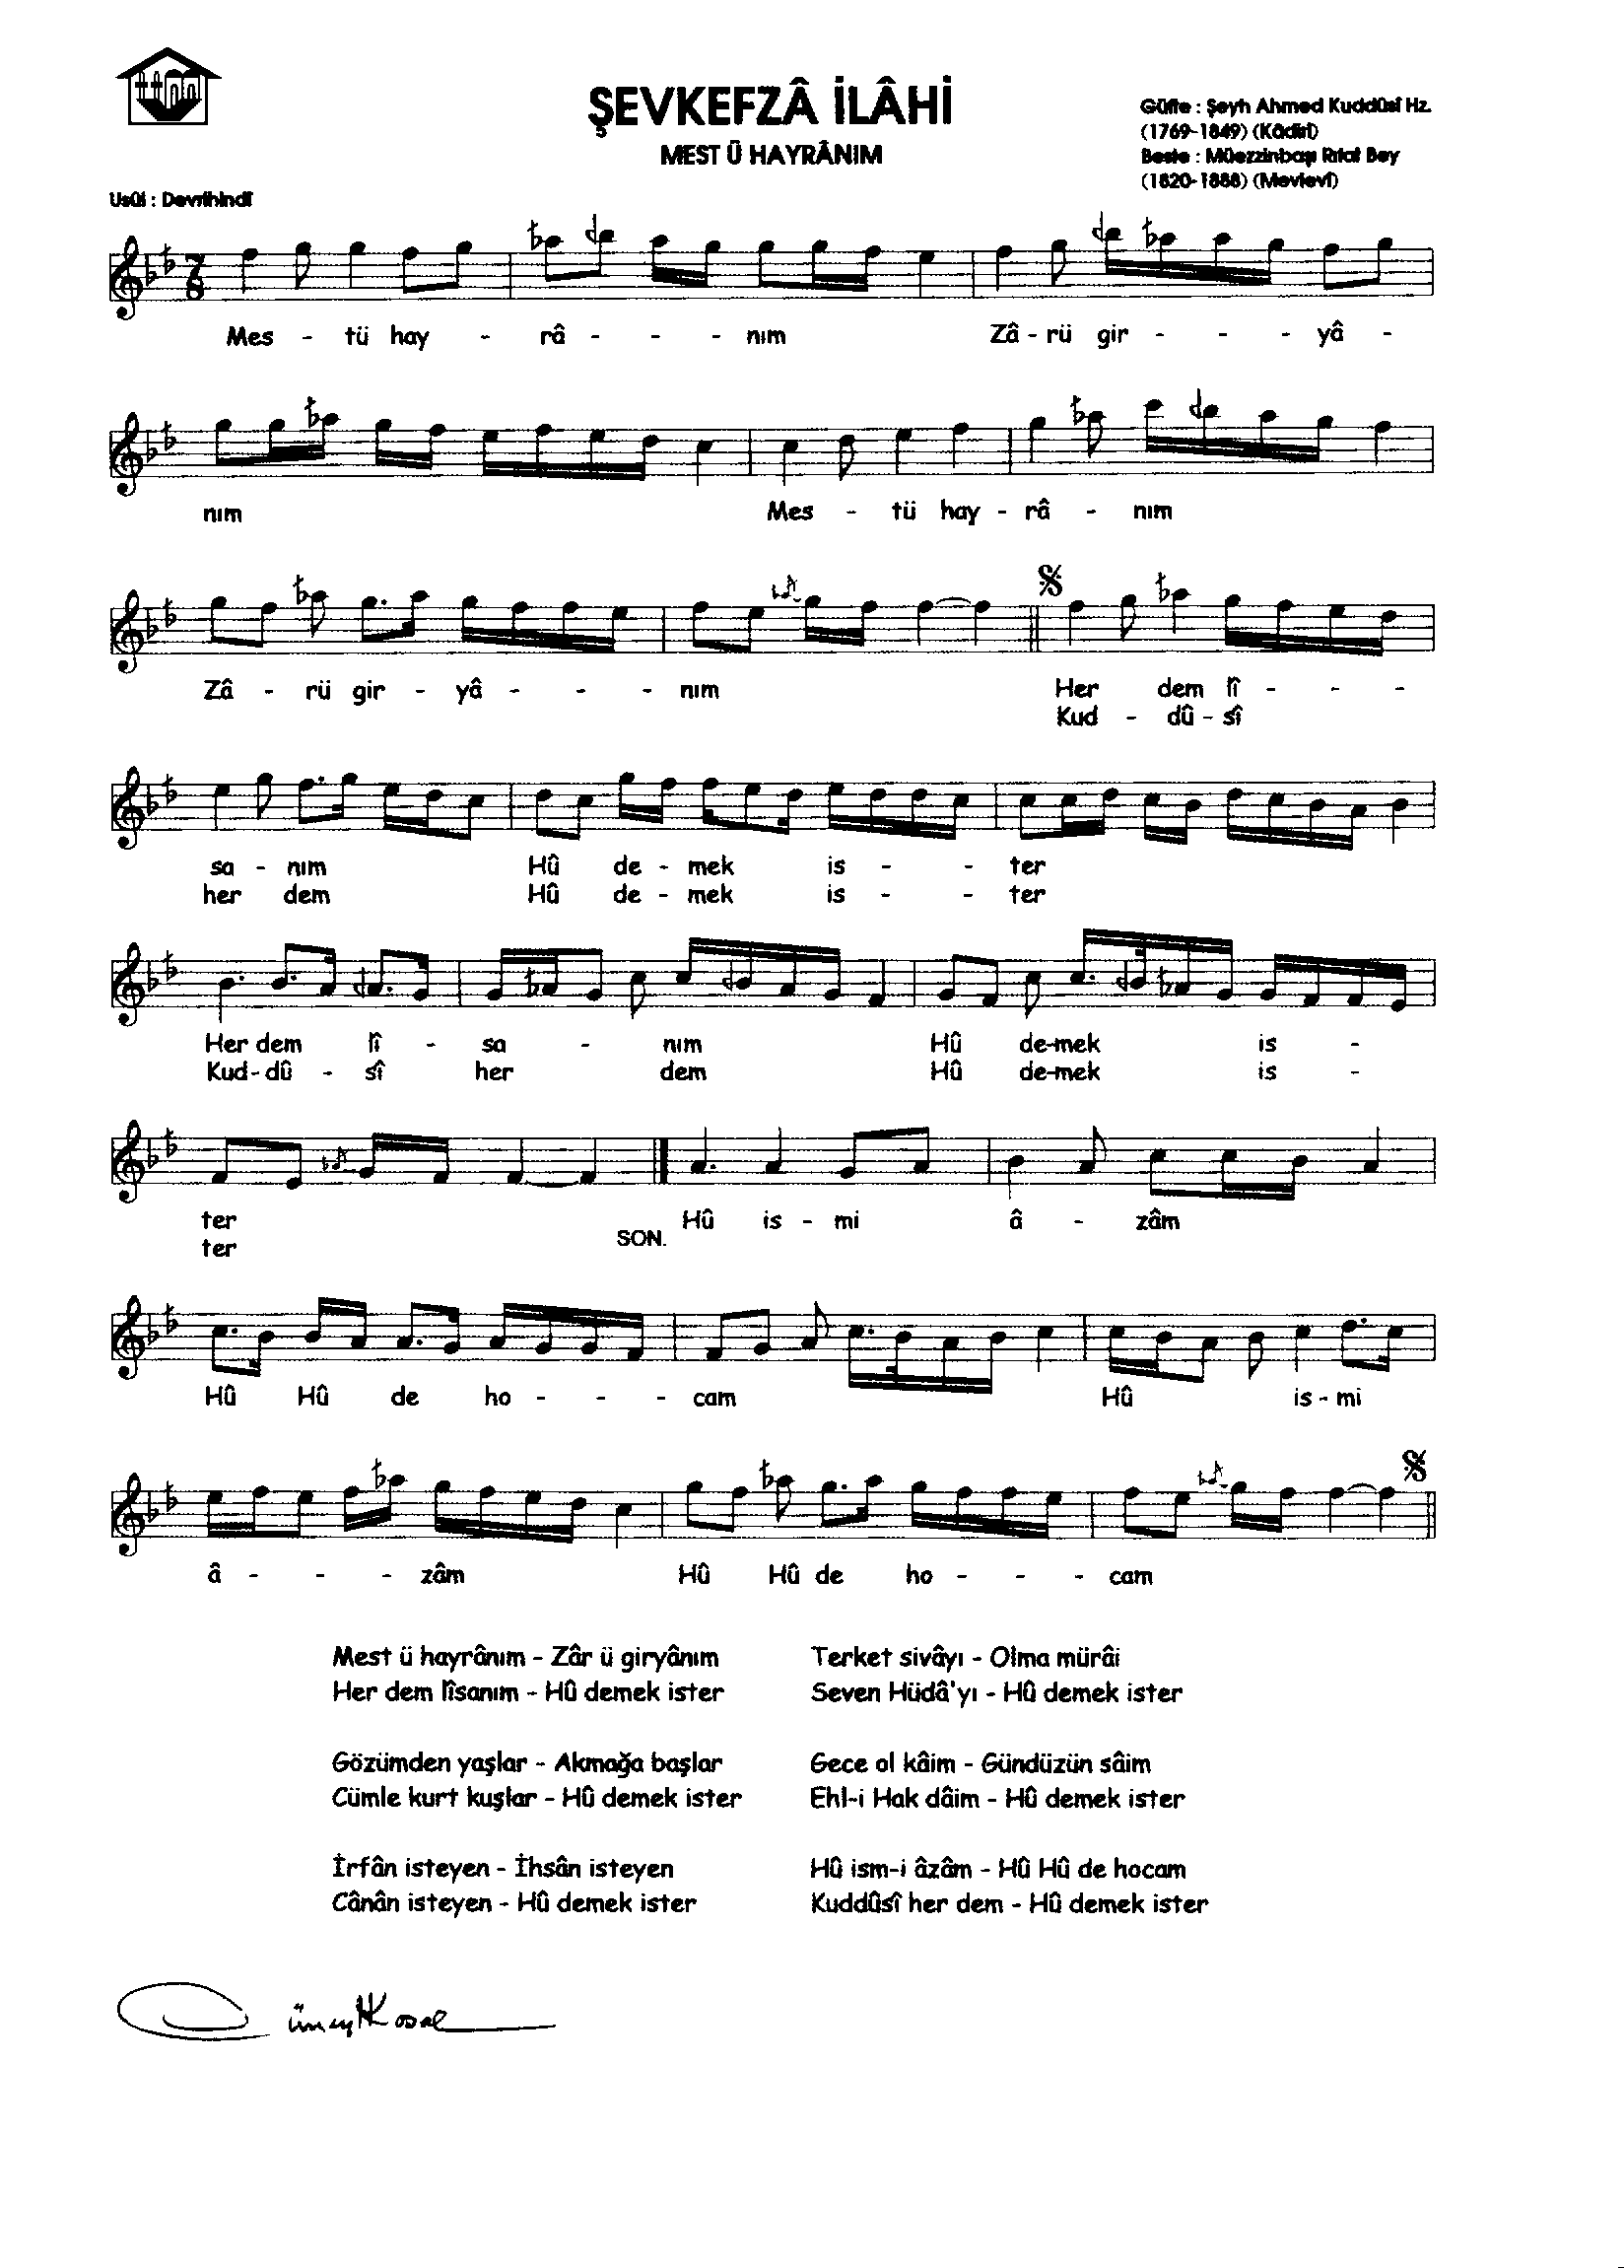 ŞEVKEFZÂ İLÂHİ
MEST Ü HAYRÂNIM
Güfte : Şeyh Ahmed Kuddûsî Hz.
(1769-1849) (Kâdirî)
Beste : Müezzinbaşı Rıfat Bey
(1820-1888) (Mevlevî)
Usûl : Devrihindî
7
8
Mes - tü hay - râ - - - nım Zâ - rü gir - - - yâ -
nım Mes - tü hay - râ - nım
Zâ - rü gir - yâ - - - nım Her dem lî - - -
Kud - dû - sî
sa - nım Hû de - mek is - - ter
her dem Hû de - mek is - - ter
Her dem lî - sa - nım Hû de-mek is -
Kud - dû - sî her dem Hû de-mek is -
ter Hû is - mi â - zâm
ter SON.
Hû Hû de ho - - - cam Hû is - mi
â - - - zâm Hû Hû de ho - - - cam
Mest ü hayrânım - Zâr ü giryânım
Her dem lîsanım - Hû demek ister
Gözümden yaşlar - Akmağa başlar
Cümle kurt kuşlar - Hû demek ister
İrfân isteyen - İhsân isteyen
Cânân isteyen - Hû demek ister
Terket sivâyı - Olma mürâi
Seven Hüdâ'yı - Hû demek ister
Gece ol kâim - Gündüzün sâim
Ehl-i Hak dâim - Hû demek ister
Hû ism-i âzâm - Hû Hû de hocam
Kuddûsî her dem - Hû demek ister
Cüneyt Kosal